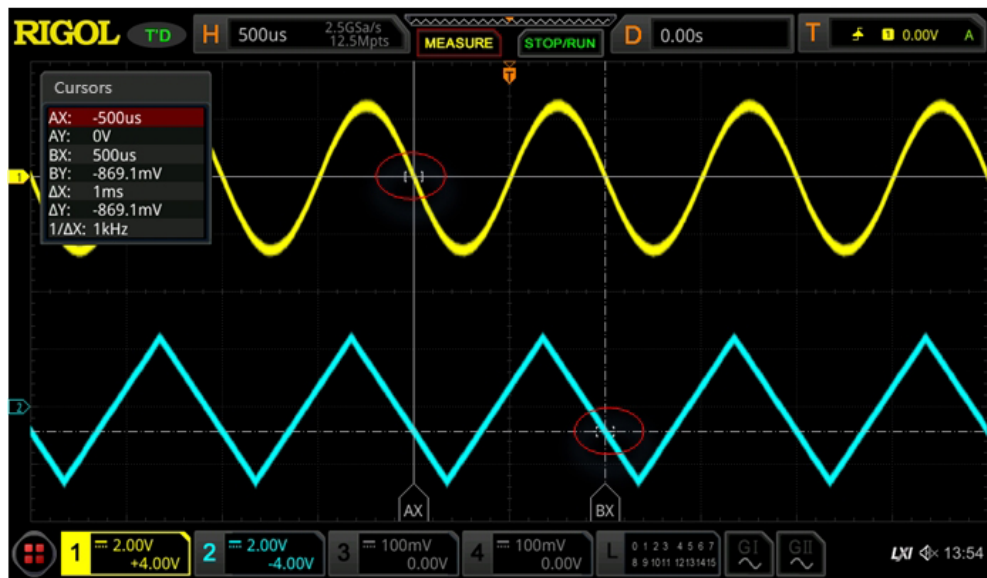 RIGOL T'D H 500us 2.5GSa/s 12.5Mpts MEASURE STOP/RUN D 0.00s T 1 0.00V A
T
Cursors
AX: -500us
AY: 0V
BX: 500us
BY: -869.1mV
ΔX: 1ms
ΔY: -869.1mV
1/ΔX: 1kHz
1
2
AX BX
1 2.00V 2 2.00V 3 100mV 4 100mV L 0 1 2 3 4 5 6 7 GI GII
+4.00V -4.00V 0.00V 0.00V 8 9 10 11 12 13 14 15 LXI 13:54